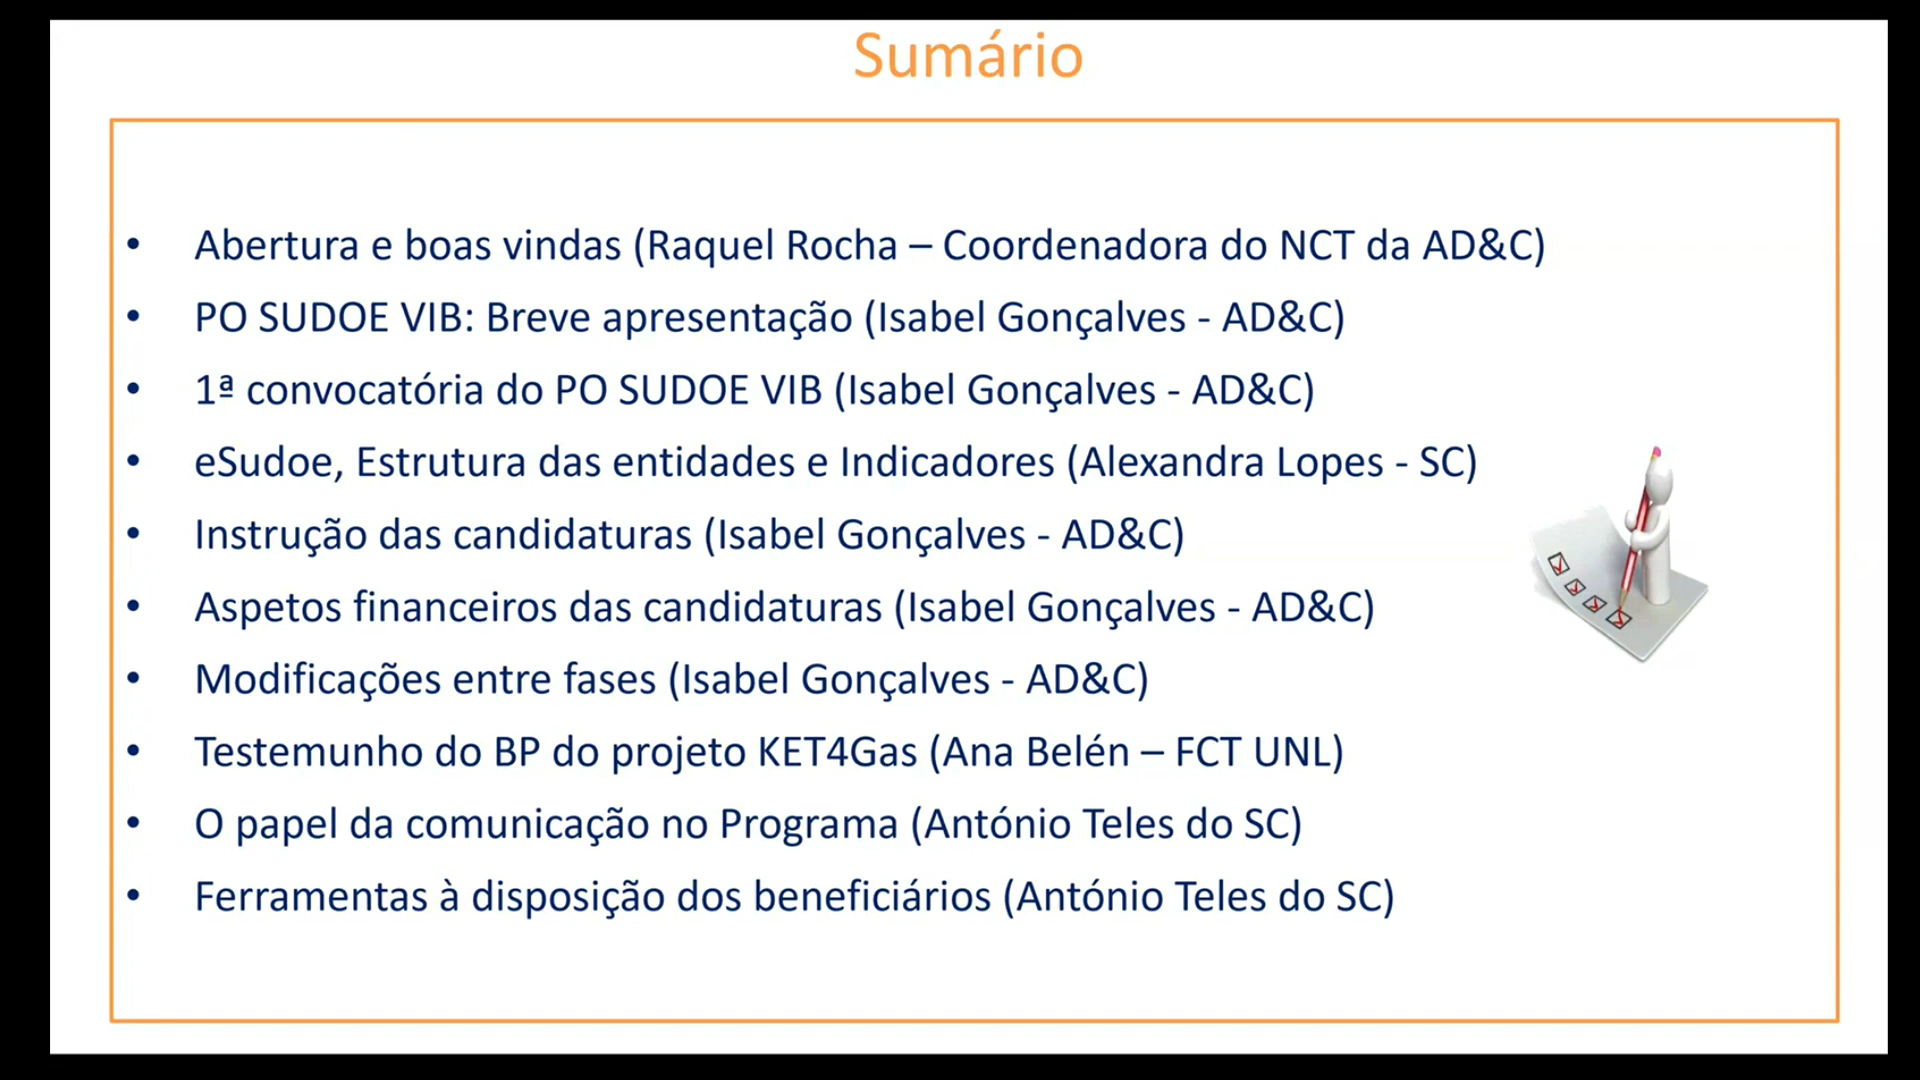 Sumário
• Abertura e boas vindas (Raquel Rocha – Coordenadora do NCT da AD&C)
• PO SUDOE VIB: Breve apresentação (Isabel Gonçalves - AD&C)
• 1ª convocatória do PO SUDOE VIB (Isabel Gonçalves - AD&C)
• eSudoe, Estrutura das entidades e Indicadores (Alexandra Lopes - SC)
• Instrução das candidaturas (Isabel Gonçalves - AD&C)
• Aspetos financeiros das candidaturas (Isabel Gonçalves - AD&C)
• Modificações entre fases (Isabel Gonçalves - AD&C)
• Testemunho do BP do projeto KET4Gas (Ana Belén – FCT UNL)
• O papel da comunicação no Programa (António Teles do SC)
• Ferramentas à disposição dos beneficiários (António Teles do SC)